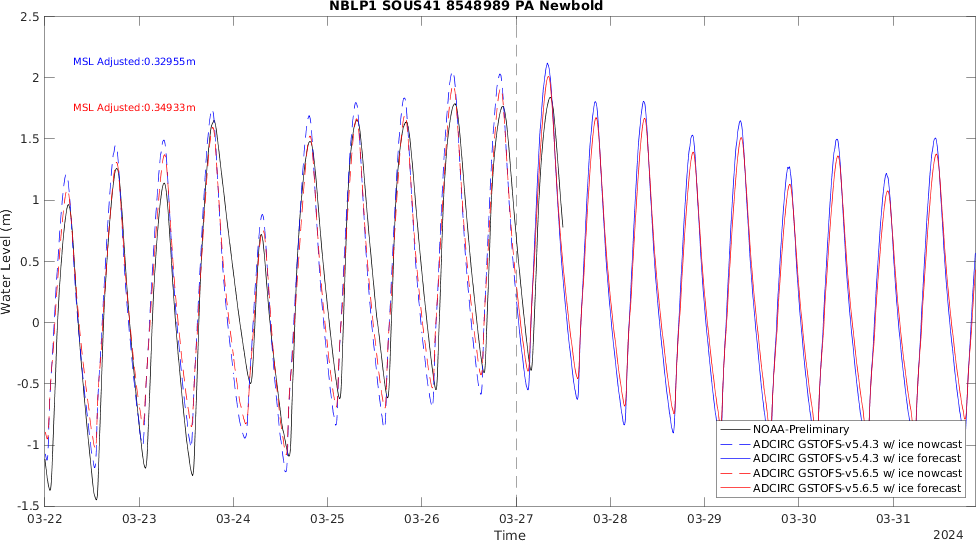 NBLP1 SOUS41 8548989 PA Newbold
2.5
2
1.5
1
0.5
0
-0.5
-1
-1.5
Water Level (m)
MSL Adjusted:0.32955m
MSL Adjusted:0.34933m
NOAA-Preliminary
ADCIRC GSTOFS-v5.4.3 w/ ice nowcast
ADCIRC GSTOFS-v5.4.3 w/ ice forecast
ADCIRC GSTOFS-v5.6.5 w/ ice nowcast
ADCIRC GSTOFS-v5.6.5 w/ ice forecast
03-22 03-23 03-24 03-25 03-26 03-27 03-28 03-29 03-30 03-31
Time
2024